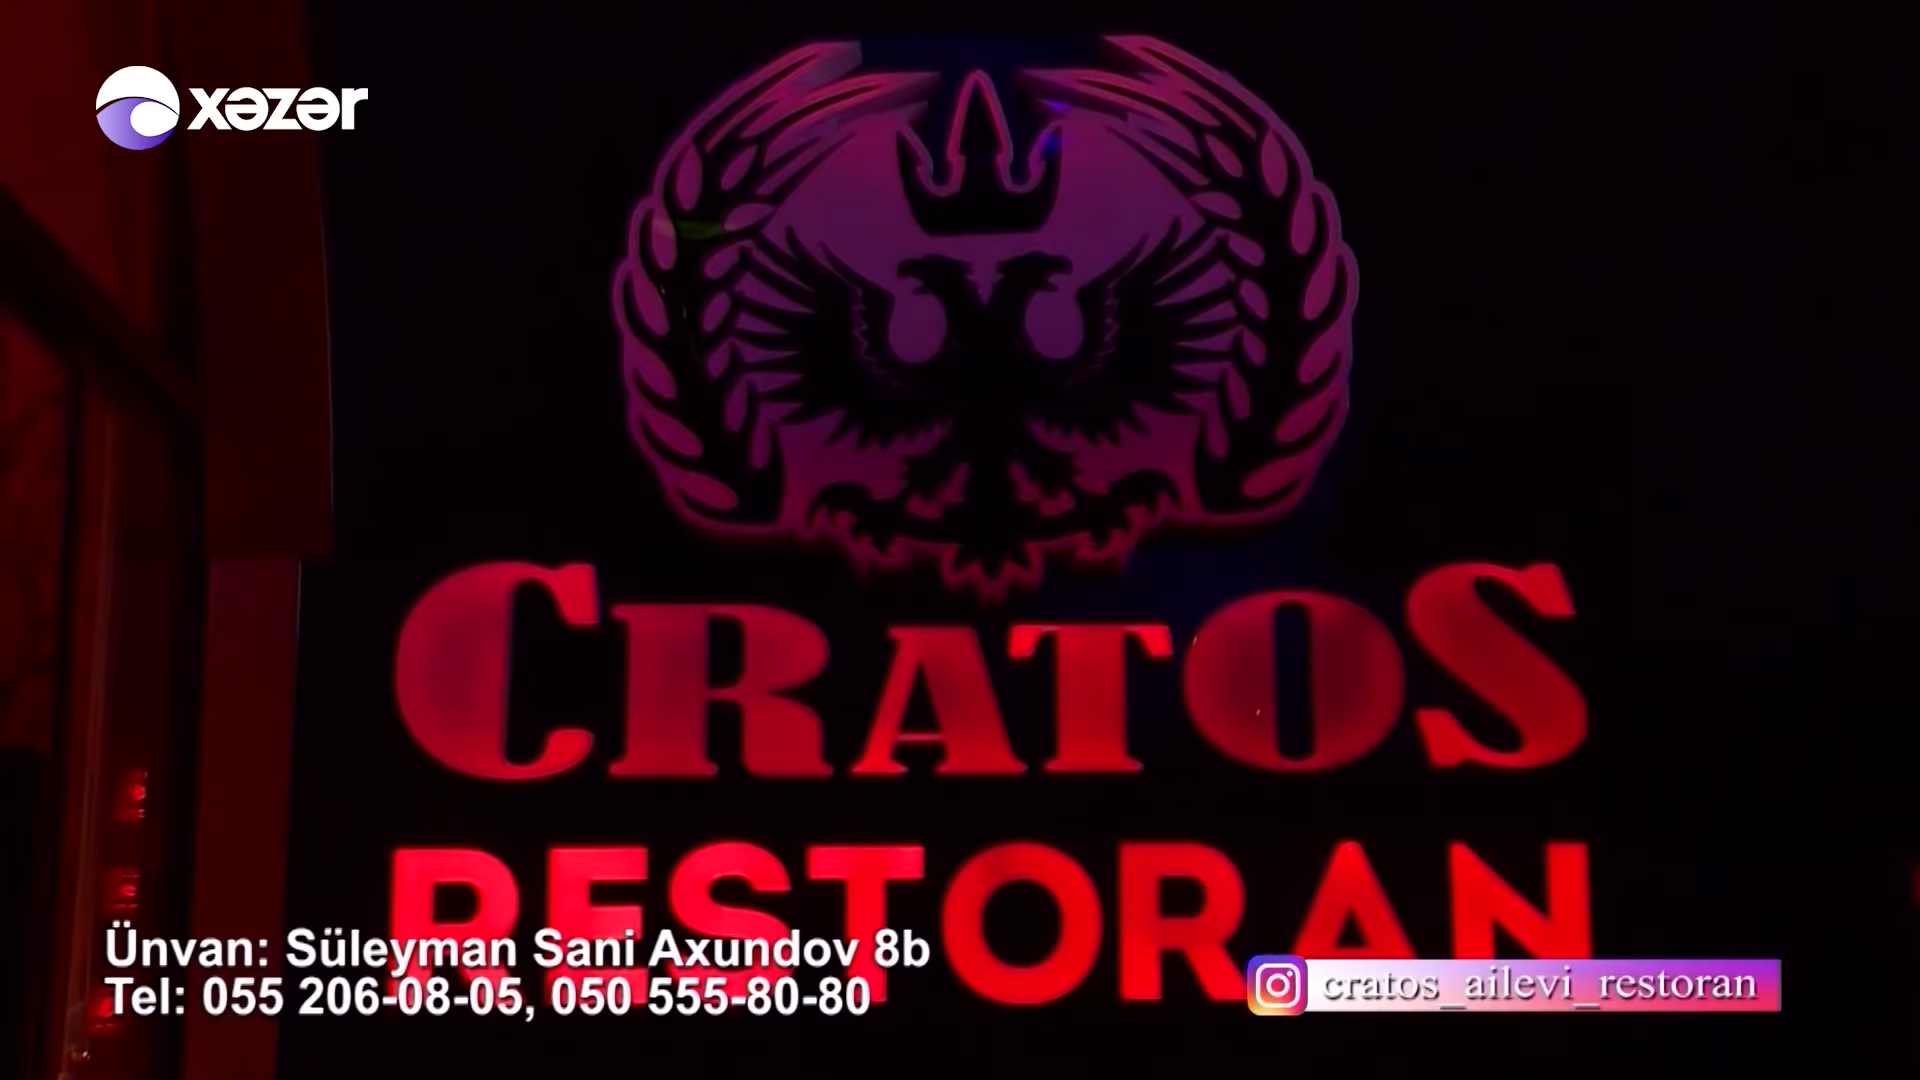 xəzər
CRATOS
RESTORAN
Ünvan: Süleyman Sani Axundov 8b
Tel: 055 206-08-05, 050 555-80-80
cratos_ailevi_restoran